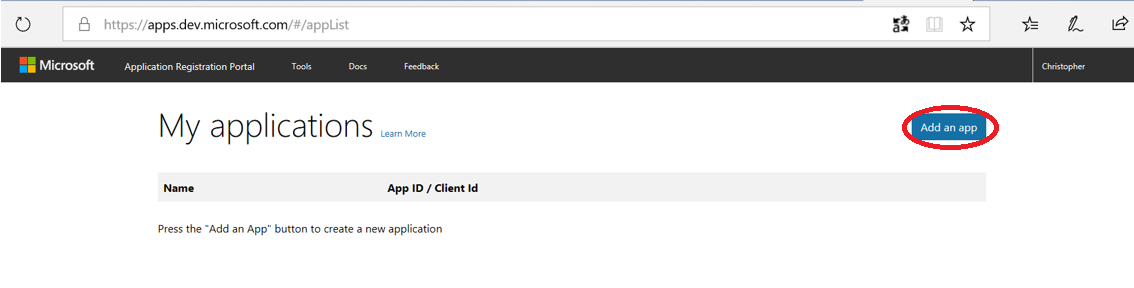 https://apps.dev.microsoft.com/#/appList
Microsoft Application Registration Portal Tools Docs Feedback Christopher
My applications Learn More Add an app
Name App ID / Client Id
Press the "Add an App" button to create a new application